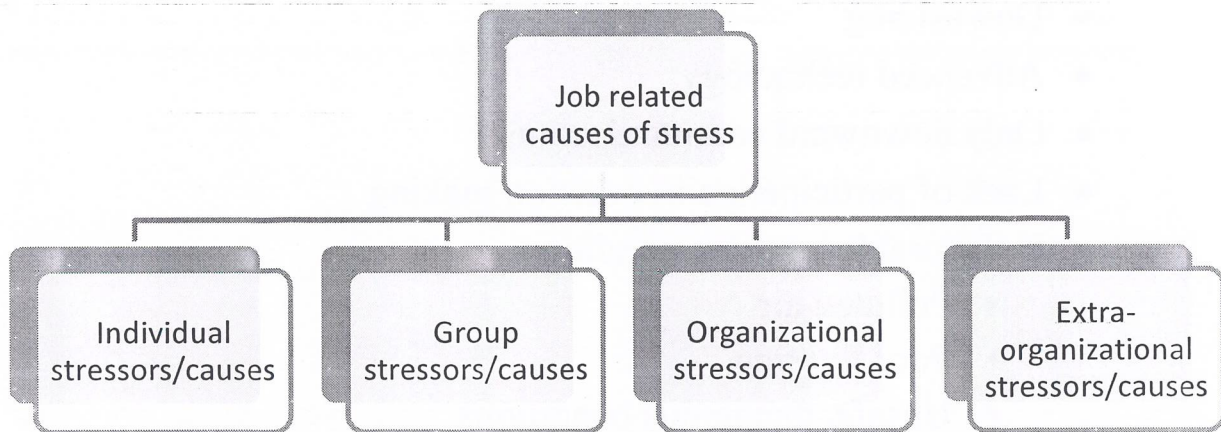 Job related
causes of stress
Individual
stressors/causes
Group
stressors/causes
Organizational
stressors/causes
Extra-
organizational
stressors/causes